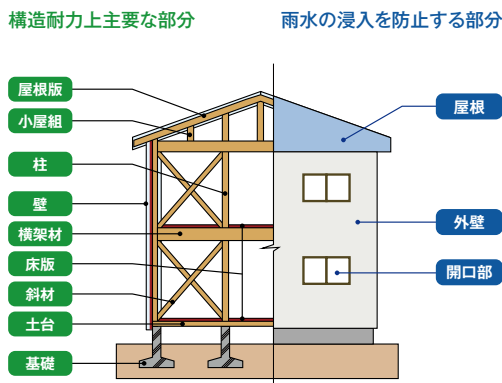 構造耐力上主要な部分
雨水の浸入を防止する部分
屋根版
小屋組
柱
壁
横架材
床版
斜材
土台
基礎
屋根
外壁
開口部